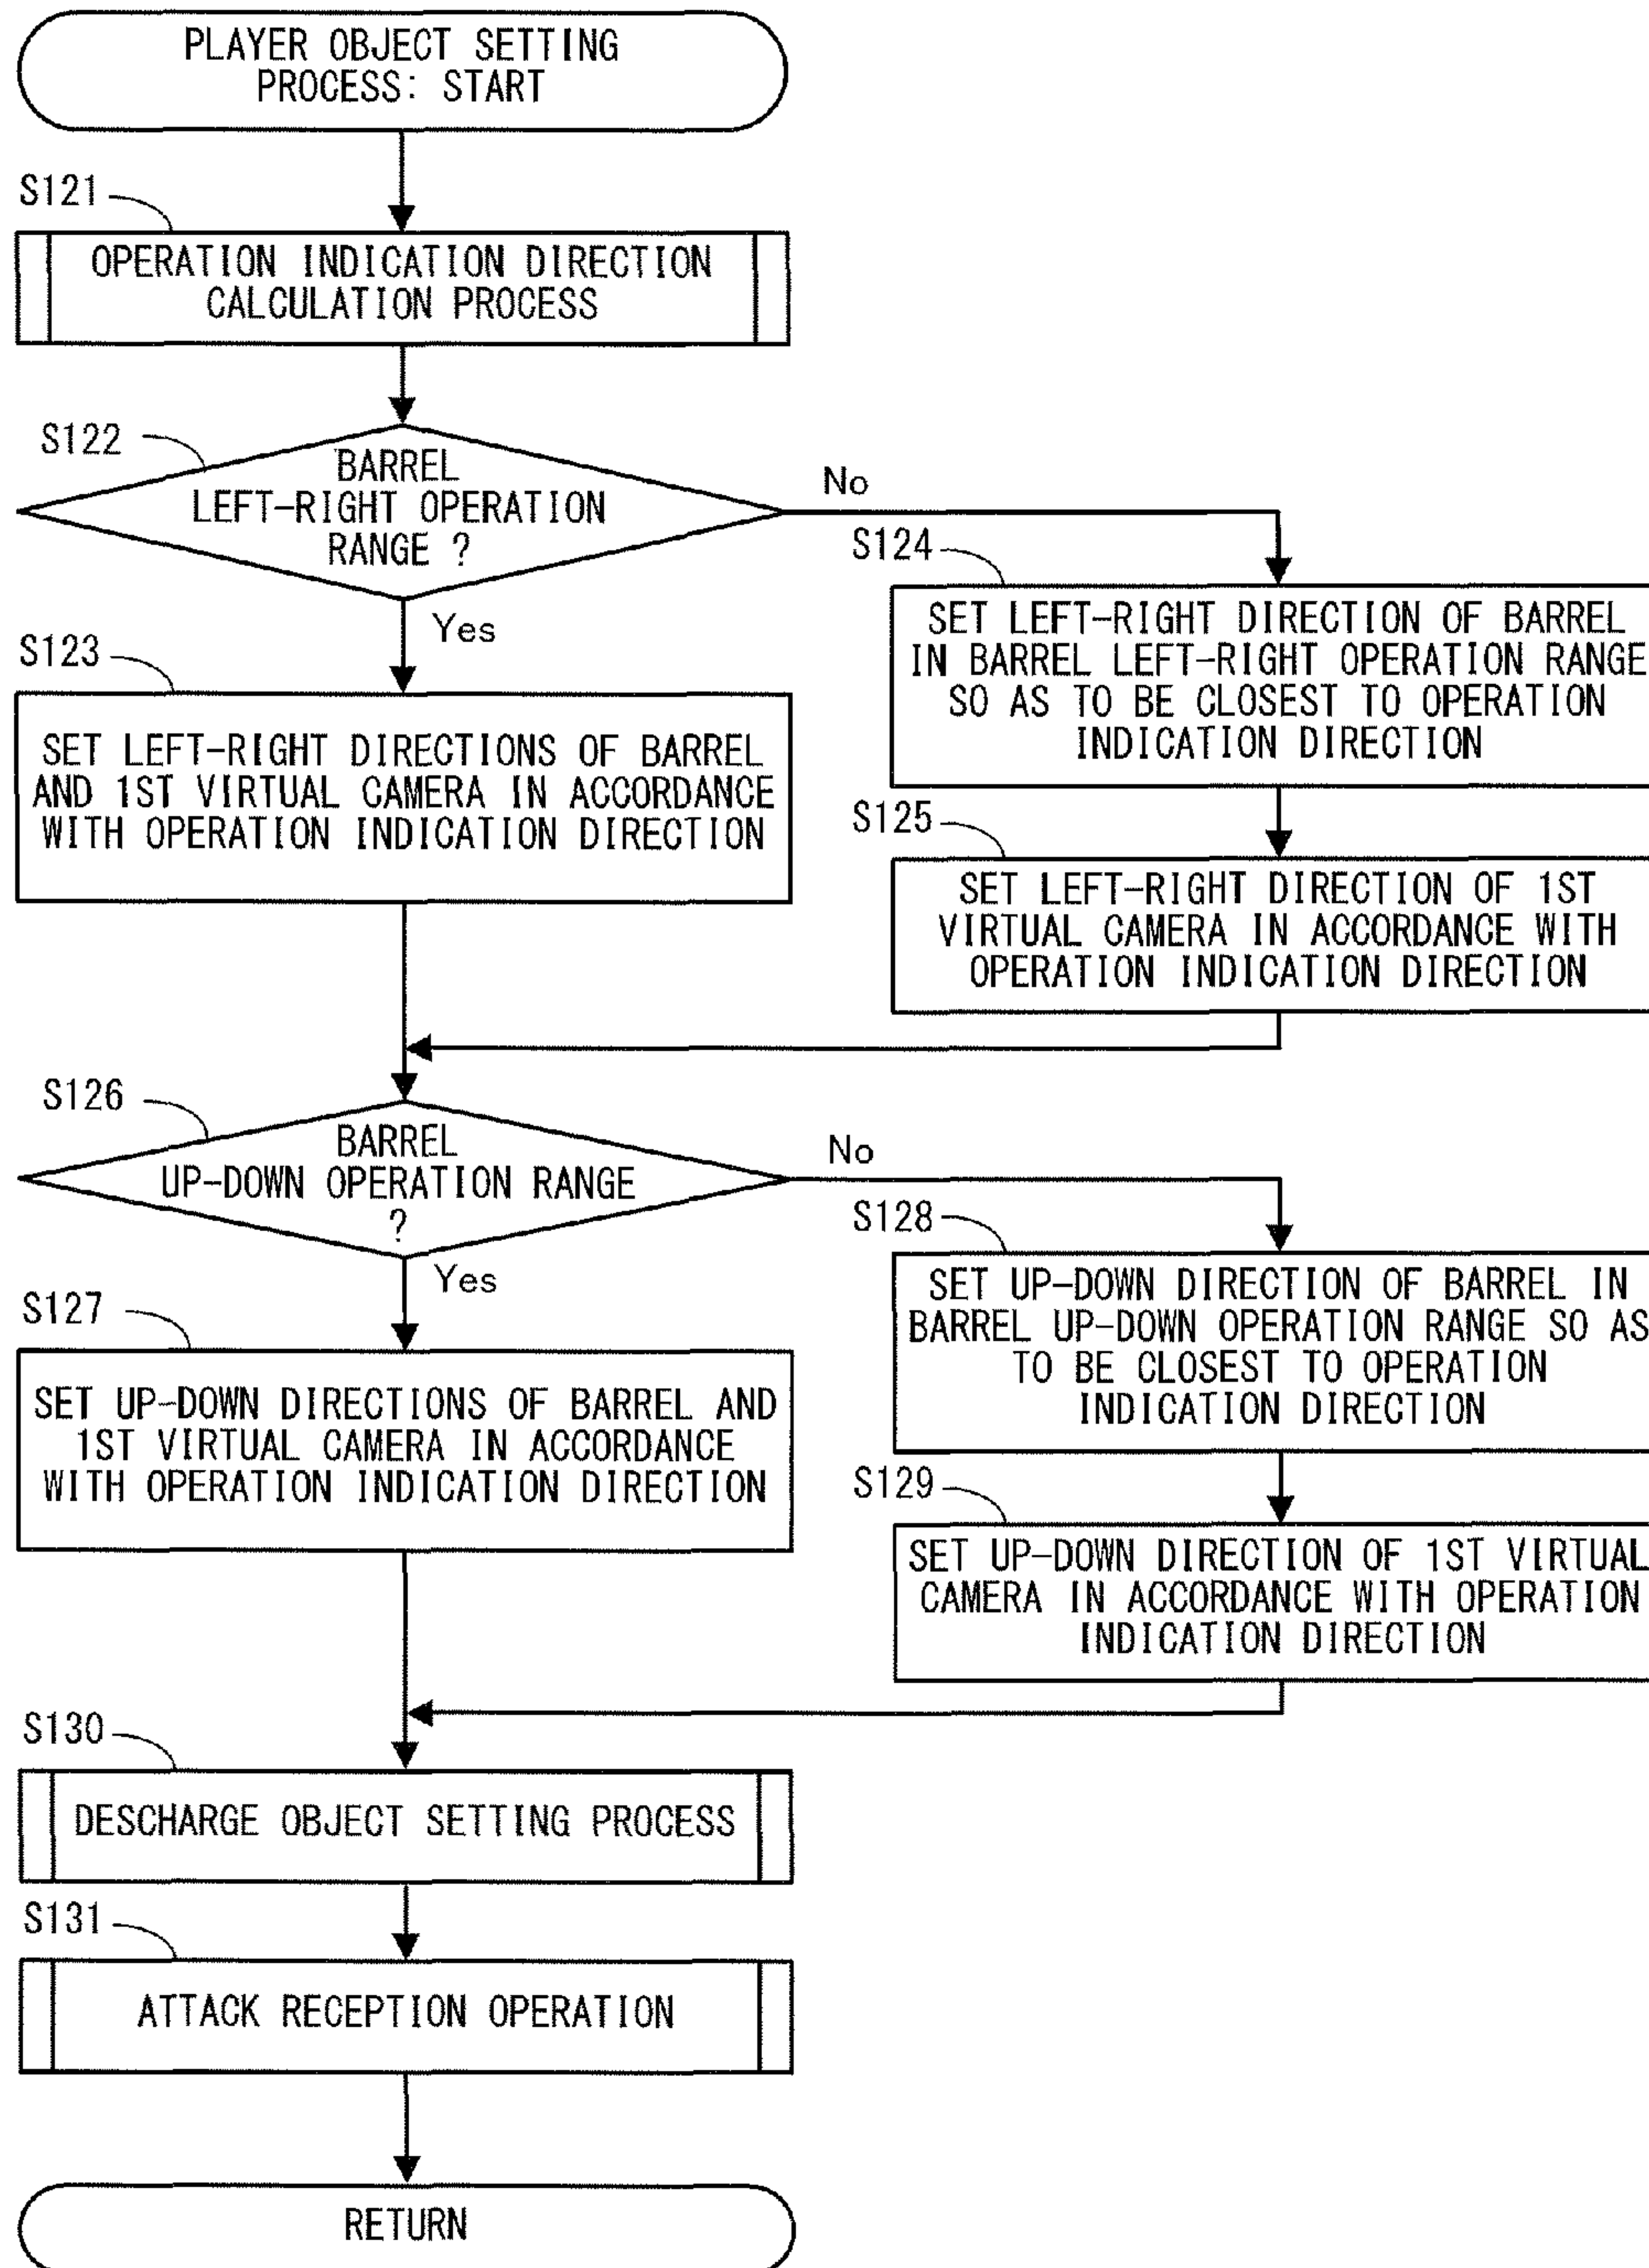 PLAYER OBJECT SETTING
PROCESS: START
S121
OPERATION INDICATION DIRECTION
CALCULATION PROCESS
S122
BARREL
LEFT-RIGHT OPERATION
RANGE ?
No
Yes
S123
SET LEFT-RIGHT DIRECTIONS OF BARREL
AND 1ST VIRTUAL CAMERA IN ACCORDANCE
WITH OPERATION INDICATION DIRECTION
S124
SET LEFT-RIGHT DIRECTION OF BARREL
IN BARREL LEFT-RIGHT OPERATION RANGE
SO AS TO BE CLOSEST TO OPERATION
INDICATION DIRECTION
S125
SET LEFT-RIGHT DIRECTION OF 1ST
VIRTUAL CAMERA IN ACCORDANCE WITH
OPERATION INDICATION DIRECTION
S126
BARREL
UP-DOWN OPERATION RANGE
?
No
Yes
S127
SET UP-DOWN DIRECTIONS OF BARREL AND
1ST VIRTUAL CAMERA IN ACCORDANCE
WITH OPERATION INDICATION DIRECTION
S128
SET UP-DOWN DIRECTION OF BARREL IN
BARREL UP-DOWN OPERATION RANGE SO AS
TO BE CLOSEST TO OPERATION
INDICATION DIRECTION
S129
SET UP-DOWN DIRECTION OF 1ST VIRTUAL
CAMERA IN ACCORDANCE WITH OPERATION
INDICATION DIRECTION
S130
DESCHARGE OBJECT SETTING PROCESS
S131
ATTACK RECEPTION OPERATION
RETURN